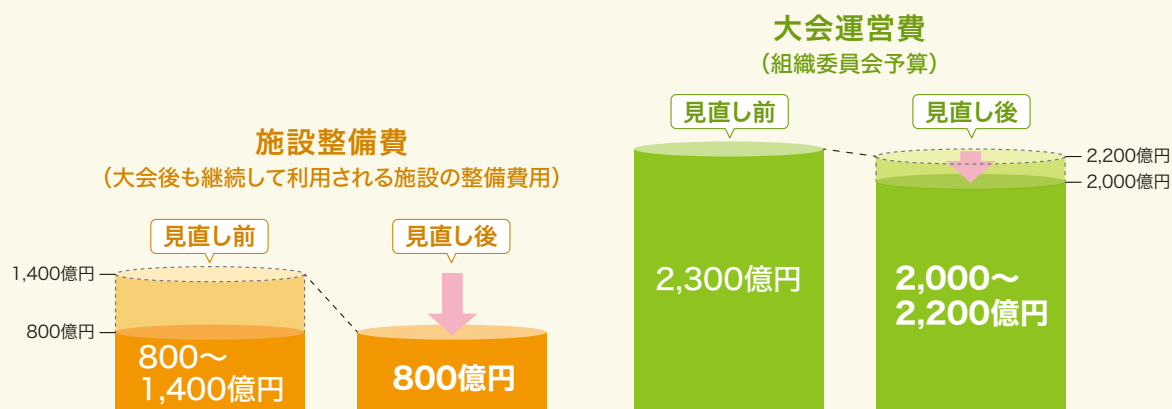 施設整備費
（大会後も継続して利用される施設の整備費用）
見直し前
見直し後
1,400億円
800億円
800～
1,400億円
800億円
大会運営費
（組織委員会予算）
見直し前
見直し後
2,200億円
2,000億円
2,300億円
2,000～
2,200億円